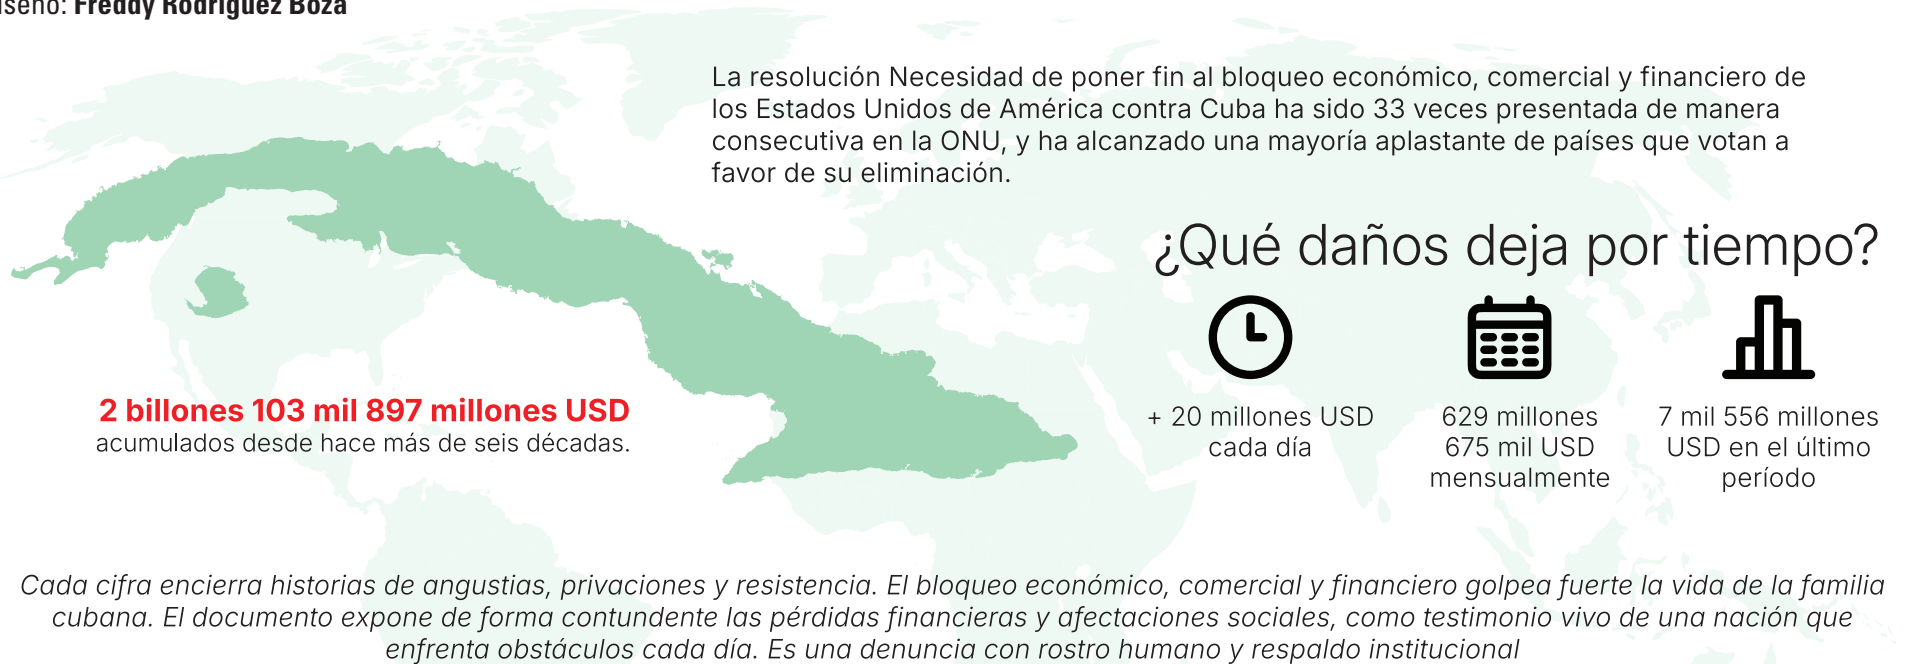 Freddy Rodríguez Boza
La resolución Necesidad de poner fin al bloqueo económico, comercial y financiero de
los Estados Unidos de América contra Cuba ha sido 33 veces presentada de manera
consecutiva en la ONU, y ha alcanzado una mayoría aplastante de países que votan a
favor de su eliminación.
¿Qué daños deja por tiempo?
+ 20 millones USD
cada día
629 millones
675 mil USD
mensualmente
7 mil 556 millones
USD en el último
período
2 billones 103 mil 897 millones USD
acumulados desde hace más de seis décadas.
Cada cifra encierra historias de angustias, privaciones y resistencia. El bloqueo económico, comercial y financiero golpea fuerte la vida de la familia
cubana. El documento expone de forma contundente las pérdidas financieras y afectaciones sociales, como testimonio vivo de una nación que
enfrenta obstáculos cada día. Es una denuncia con rostro humano y respaldo institucional